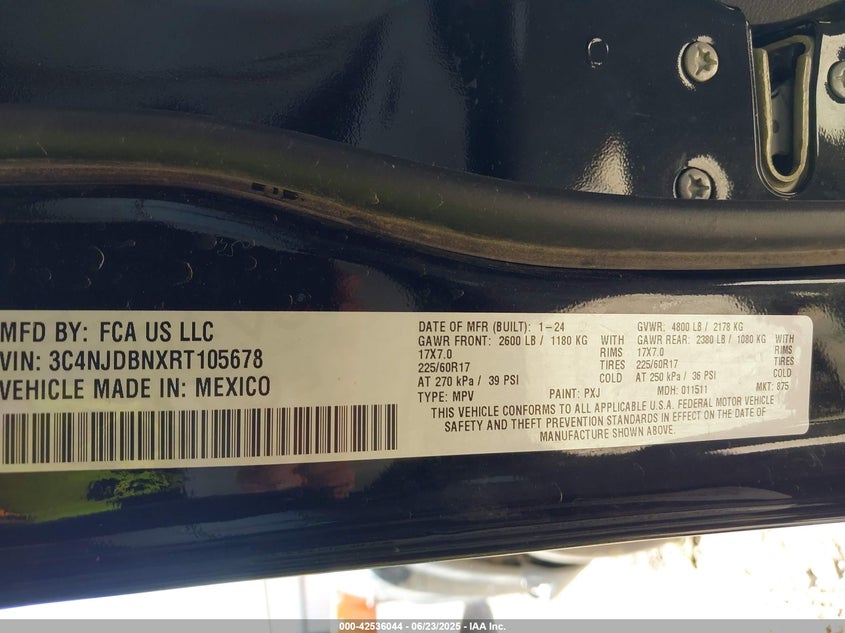 MFD BY: FCA US LLC
VIN: 3C4NJDBNXRT105678
VEHICLE MADE IN: MEXICO
DATE OF MFR (BUILT): 1-24 GVWR: 4800 LB / 2178 KG
GAWR FRONT: 2600 LB / 1180 KG WITH GAWR REAR: 2380 LB / 1080 KG WITH
17X7.0 RIMS 17X7.0 RIMS
225/60R17 TIRES 225/60R17 TIRES
AT 270 kPa / 39 PSI COLD AT 250 kPa / 36 PSI COLD
TYPE: MPV PAINT: PXJ MDH: 011511 MKT: 875
THIS VEHICLE CONFORMS TO ALL APPLICABLE U.S.A. FEDERAL MOTOR VEHICLE
SAFETY AND THEFT PREVENTION STANDARDS IN EFFECT ON THE DATE OF
MANUFACTURE SHOWN ABOVE.
000-42536044 - 06/23/2025 - IAA Inc.